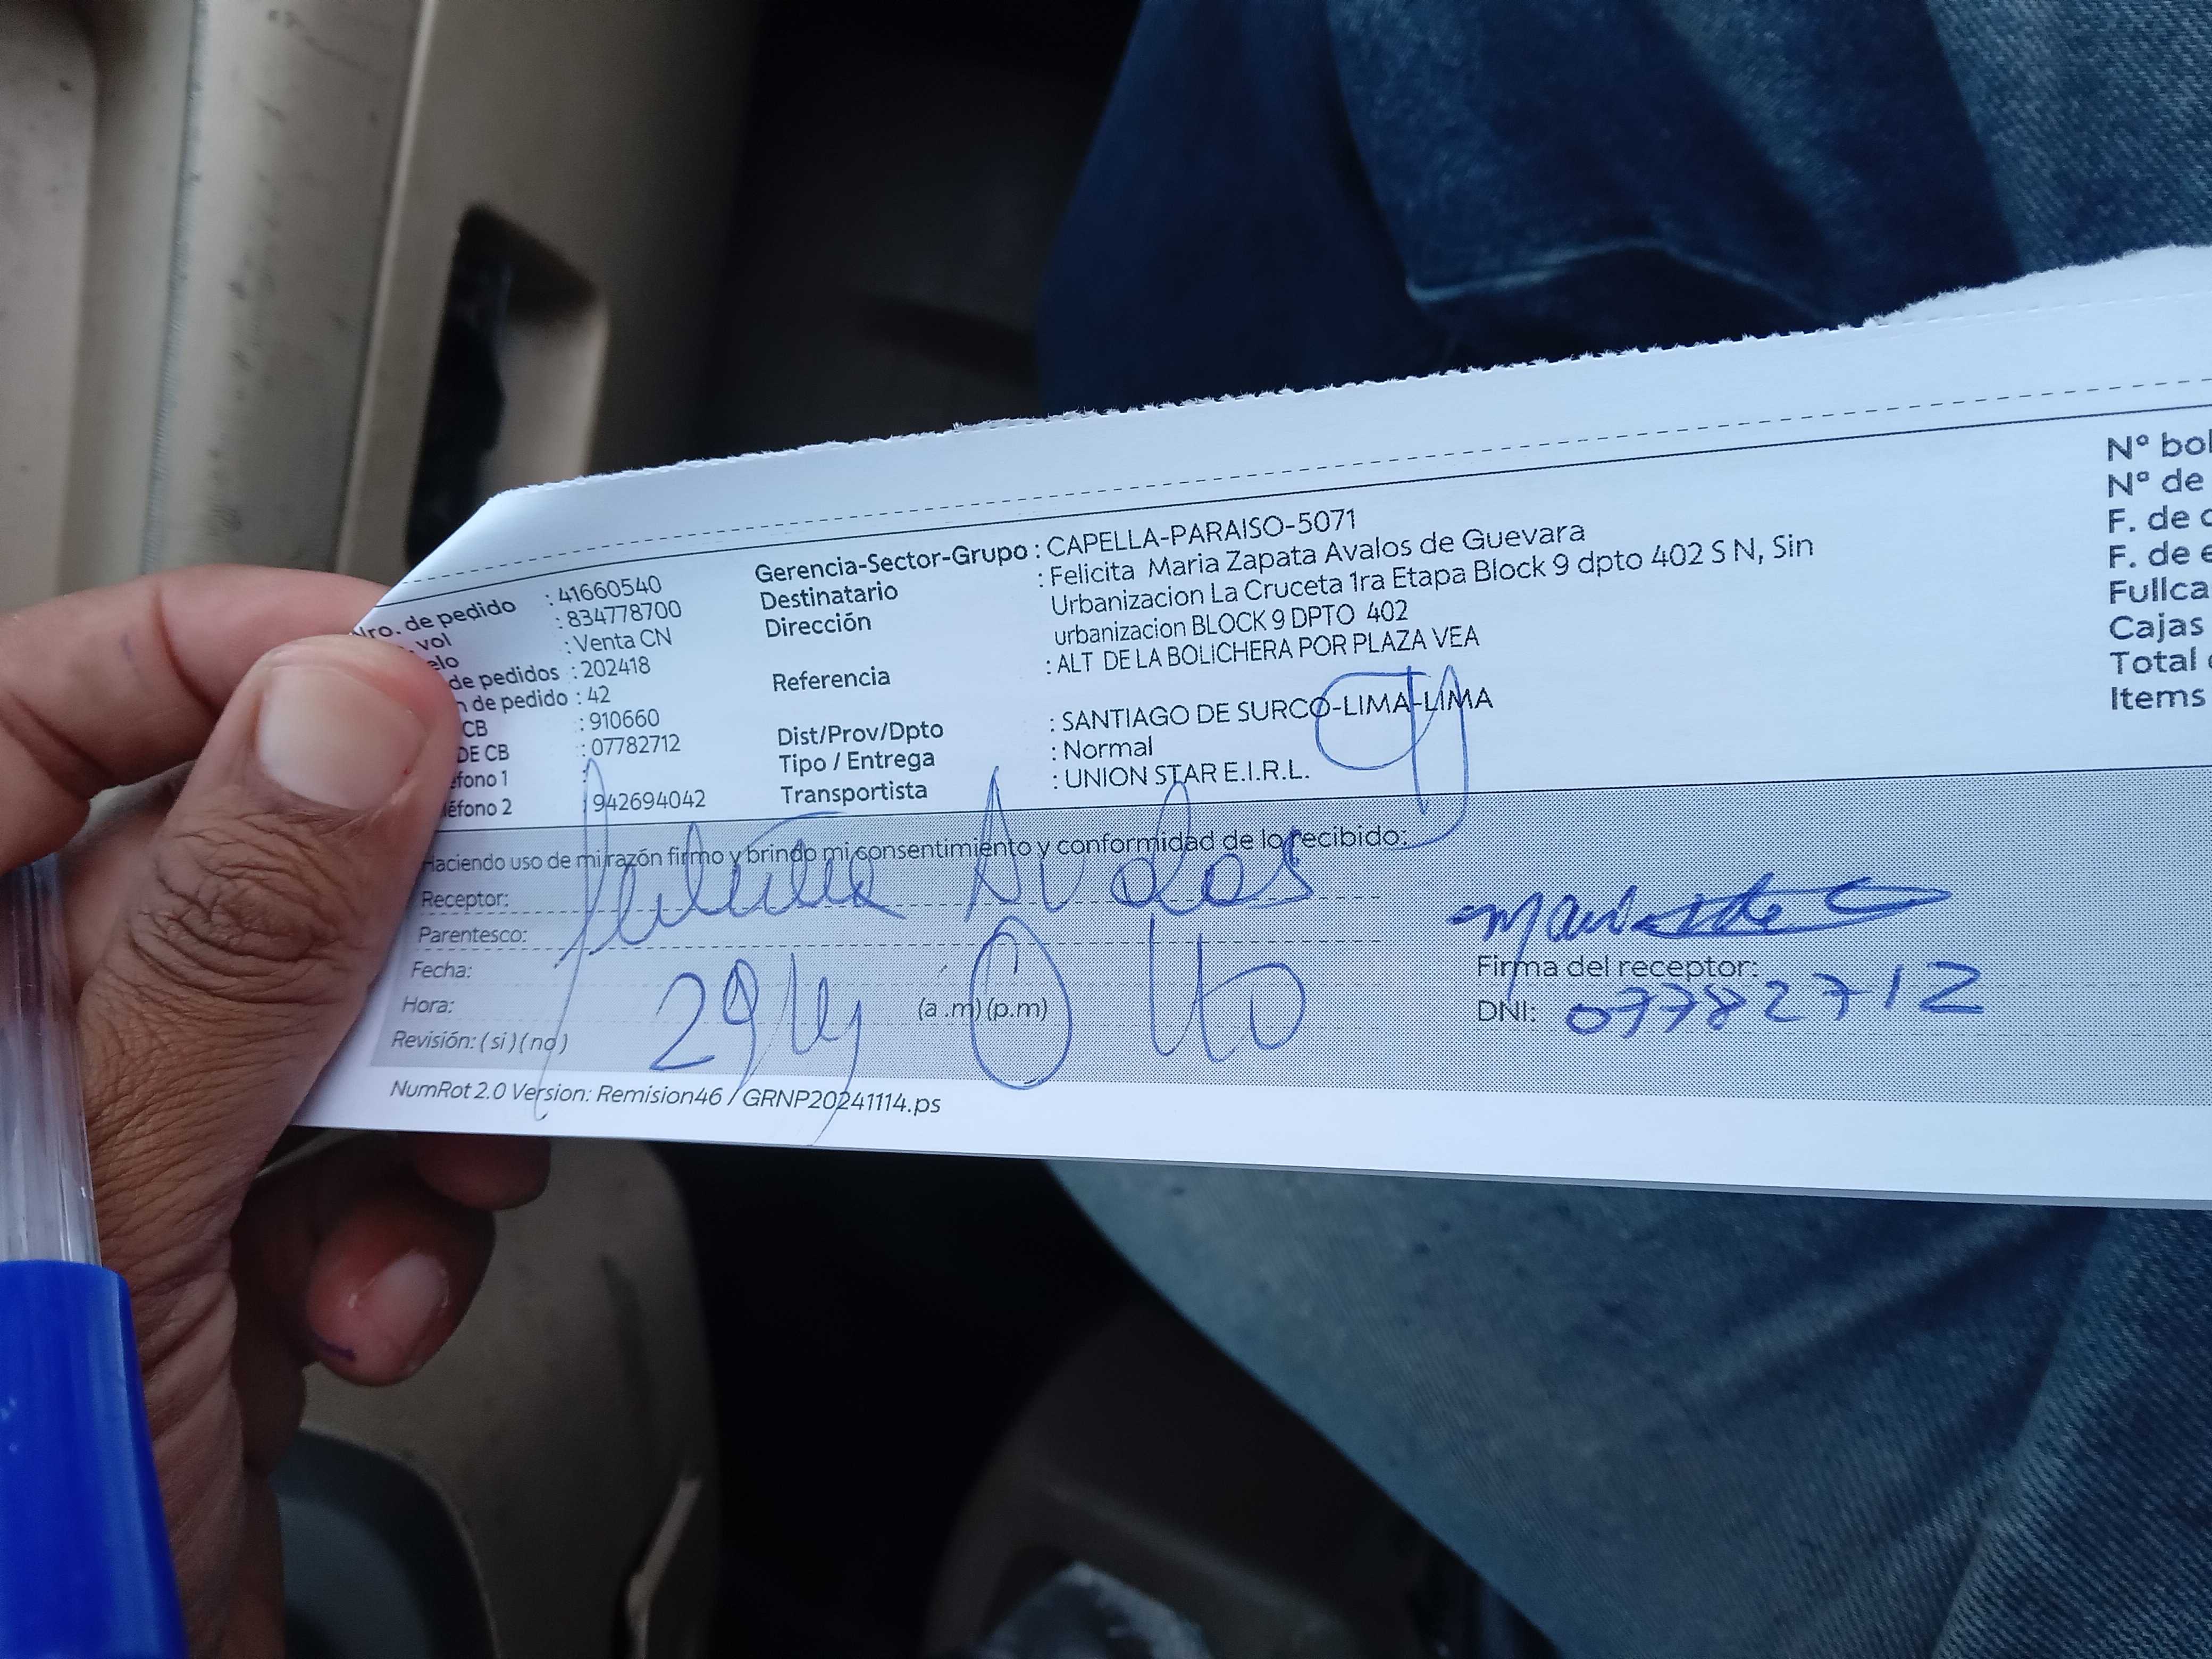 Nro. de pedido : 41660540
vol : 834778700
elo : Venta CN
de pedidos : 202418
n de pedido : 42
CB : 910660
DE CB : 07782712
éfono 1 :
léfono 2 : 942694042
Gerencia-Sector-Grupo : CAPELLA-PARAISO-5071
Destinatario : Felicita Maria Zapata Avalos de Guevara
Dirección Urbanizacion La Cruceta 1ra Etapa Block 9 dpto 402 S N, Sin
urbanizacion BLOCK 9 DPTO 402
Referencia : ALT DE LA BOLICHERA POR PLAZA VEA
Dist/Prov/Dpto : SANTIAGO DE SURCO-LIMA-LIMA
Tipo / Entrega : Normal
Transportista : UNION STAR E.I.R.L.
Nº bol
Nº de
F. de
F. de e
Fullca
Cajas
Total
Items
Haciendo uso de mi razón firmo y brindo mi consentimiento y conformidad de lo recibido:
Receptor: Avalos
Parentesco:
Fecha:
Hora: (a .m) (p.m)
Revisión: ( si ) ( no )
Firma del receptor:
DNI: 07782712
NumRot 2.0 Version: Remision46 / GRNP20241114.ps